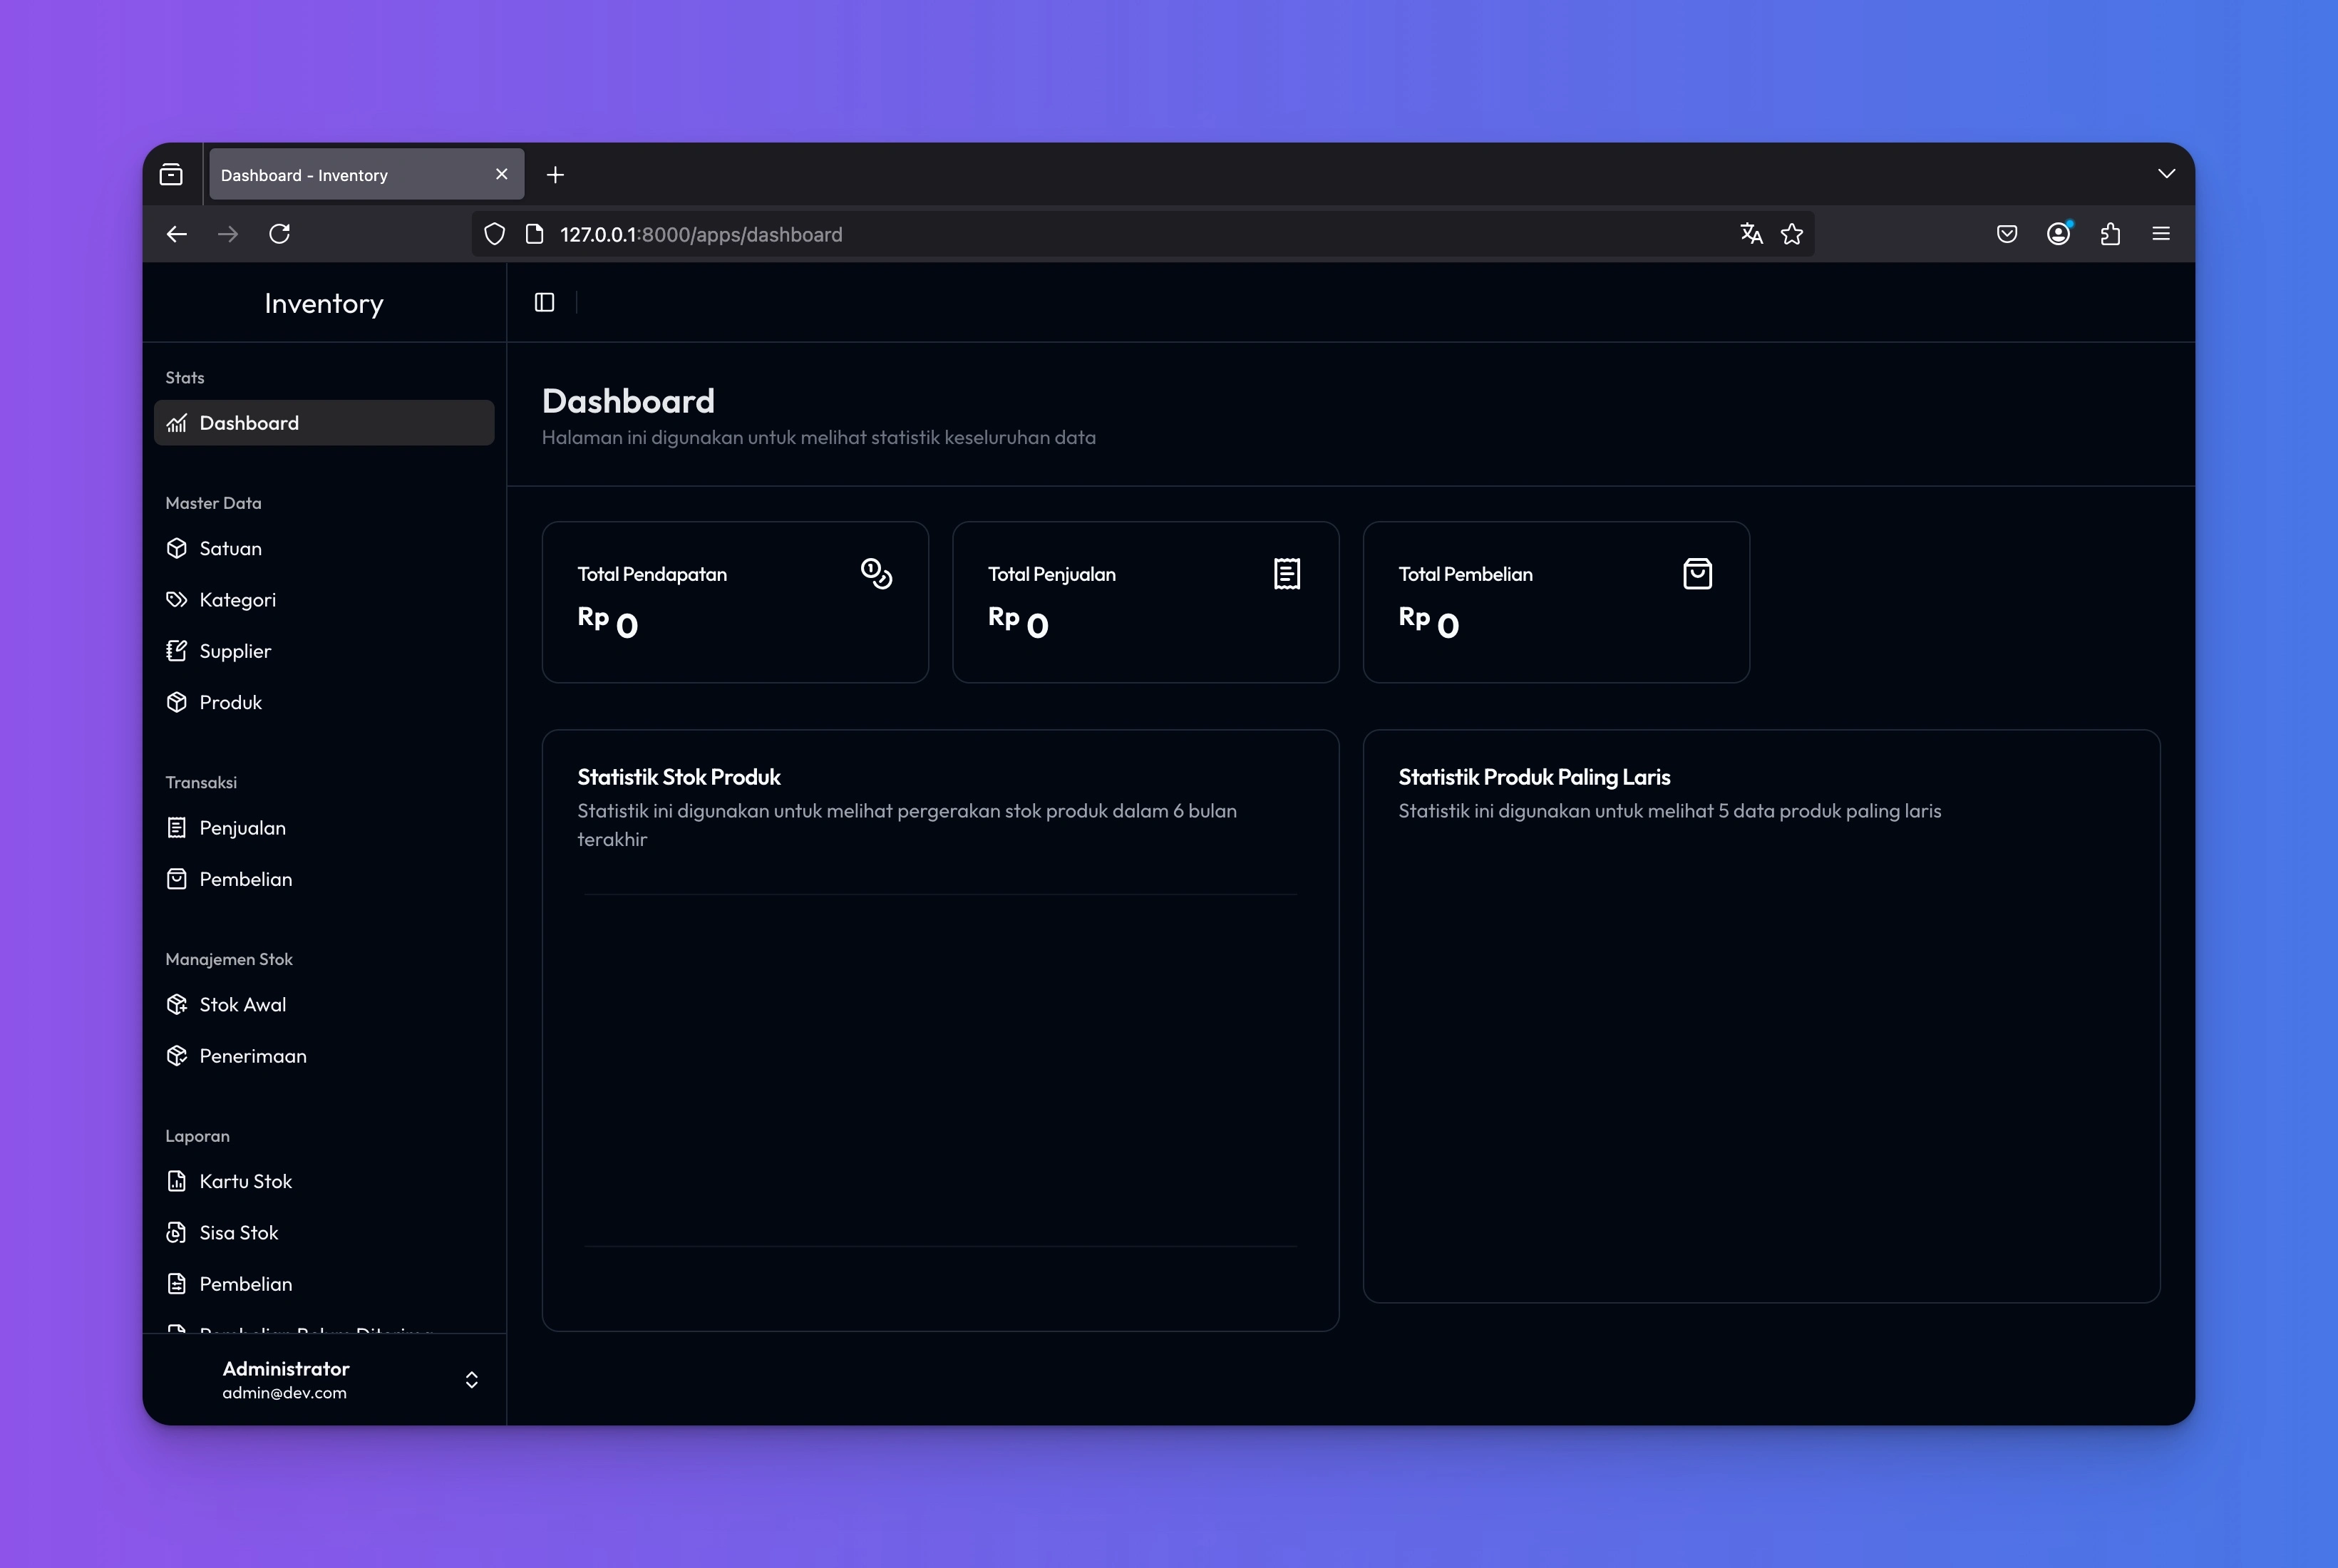 Dashboard - Inventory
127.0.0.1:8000/apps/dashboard
Inventory
Stats
Dashboard
Master Data
Satuan
Kategori
Supplier
Produk
Transaksi
Penjualan
Pembelian
Manajemen Stok
Stok Awal
Penerimaan
Laporan
Kartu Stok
Sisa Stok
Pembelian
Pembelian Belum Diterima
Administrator
admin@dev.com
Dashboard
Halaman ini digunakan untuk melihat statistik keseluruhan data
Total Pendapatan
Rp 0
Total Penjualan
Rp 0
Total Pembelian
Rp 0
Statistik Stok Produk
Statistik ini digunakan untuk melihat pergerakan stok produk dalam 6 bulan
terakhir
Statistik Produk Paling Laris
Statistik ini digunakan untuk melihat 5 data produk paling laris